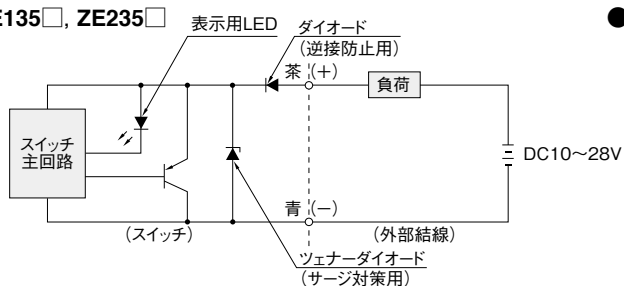 E135□, ZE235□
表示用LED
ダイオード
(逆接防止用)
茶 (+)
負荷
スイッチ
主回路
DC10～28V
青 (−)
(スイッチ)
(外部結線)
ツェナーダイオード
(サージ対策用)